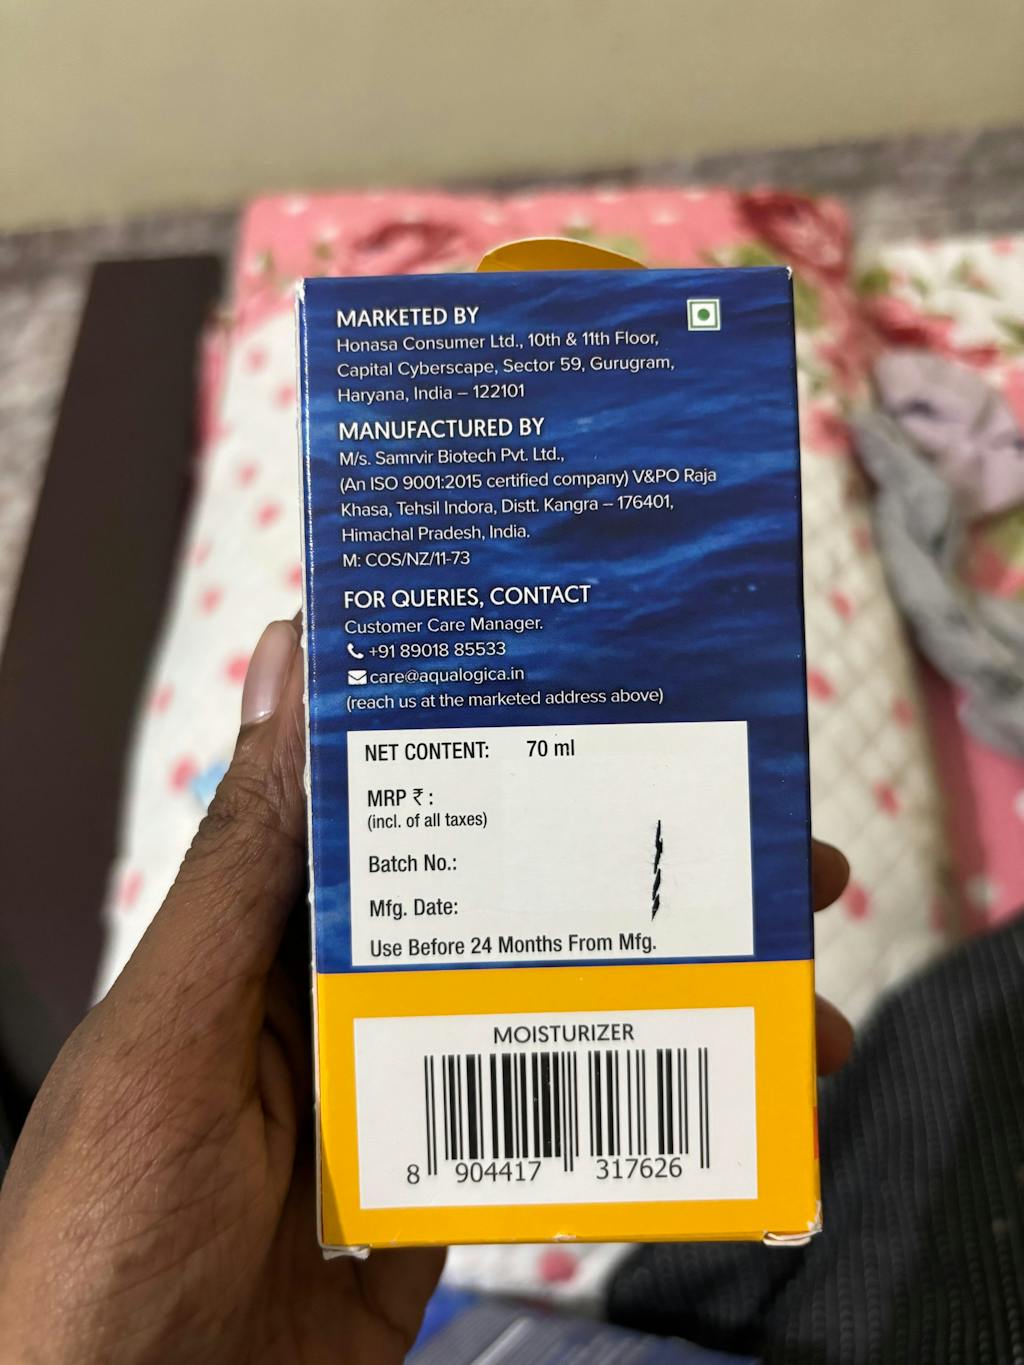 MARKETED BY
Honasa Consumer Ltd., 10th & 11th Floor,
Capital Cyberscape, Sector 59, Gurugram,
Haryana, India – 122101
MANUFACTURED BY
M/s. Samrvir Biotech Pvt. Ltd.,
(An ISO 9001:2015 certified company) V&PO Raja
Khasa, Tehsil Indora, Distt. Kangra – 176401,
Himachal Pradesh, India.
M: COS/NZ/11-73
FOR QUERIES, CONTACT
Customer Care Manager.
+91 89018 85533
care@aqualogica.in
(reach us at the marketed address above)
NET CONTENT: 70 ml
MRP ₹ :
(incl. of all taxes)
Batch No.:
Mfg. Date:
Use Before 24 Months From Mfg.
MOISTURIZER
8 904417 317626